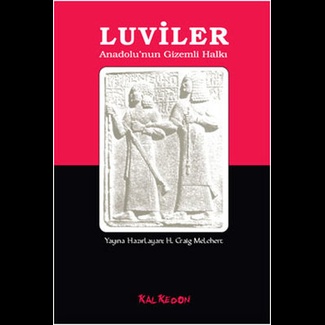 LUVİLER
Anadolu'nun Gizemli Halkı
Yayına Hazırlayan: H. Craig Melchert
KALKEDON